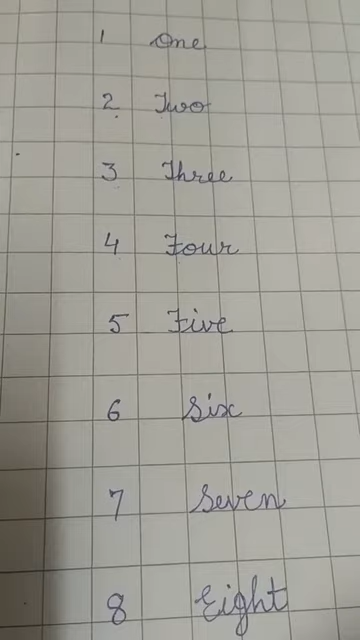 1 One
2 Two
3 Three
4 Four
5 Five
6 Six
7 Seven
8 Eight